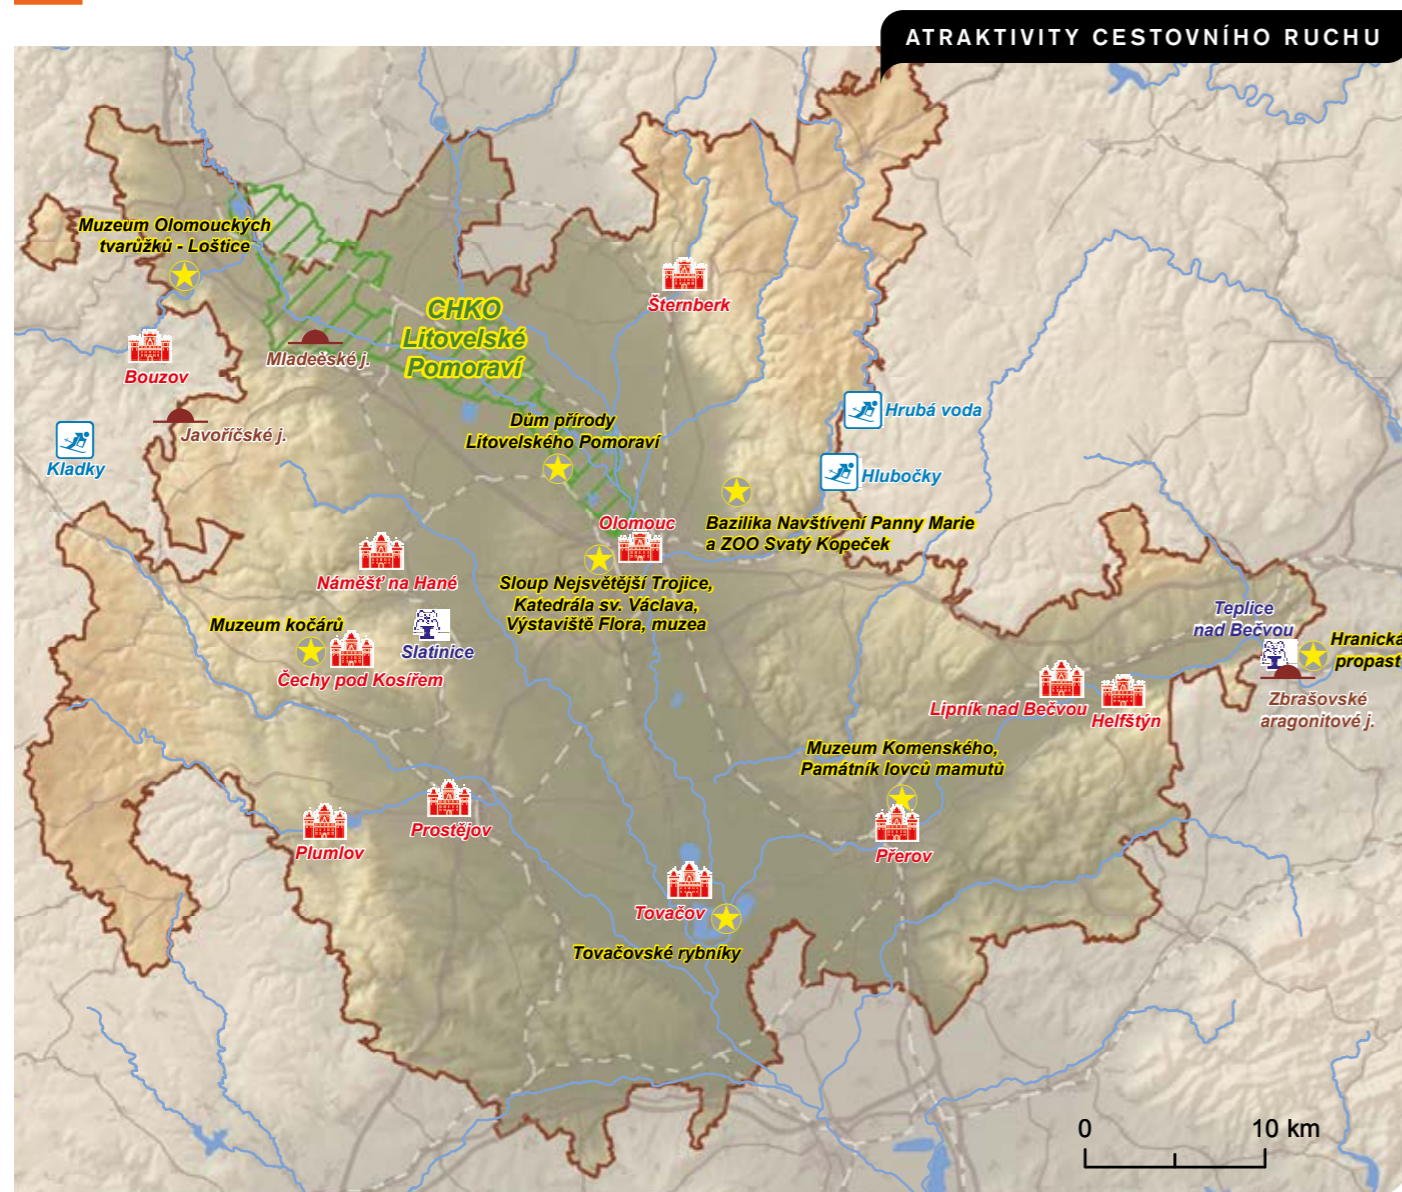 ATRAKTIVITY CESTOVNÍHO RUCHU
Muzeum Olomouckých
tvarůžků - Loštice
Šternberk
CHKO
Litovelské
Pomoraví
Mladeèské j.
Bouzov
Javoříčské j.
Kladky
Dům přírody
Litovelského Pomoraví
Hrubá voda
Hlubočky
Olomouc
Bazilika Navštívení Panny Marie
a ZOO Svatý Kopeček
Náměšť na Hané
Sloup Nejsvětější Trojice,
Katedrála sv. Václava,
Výstaviště Flora, muzea
Muzeum kočárů
Slatinice
Čechy pod Kosířem
Teplice
nad Bečvou
Hranická
propast
Zbrašovské
aragonitové j.
Lipník nad Bečvou
Helfštýn
Muzeum Komenského,
Památník lovců mamutů
Přerov
Prostějov
Plumlov
Tovačov
Tovačovské rybníky
0 10 km